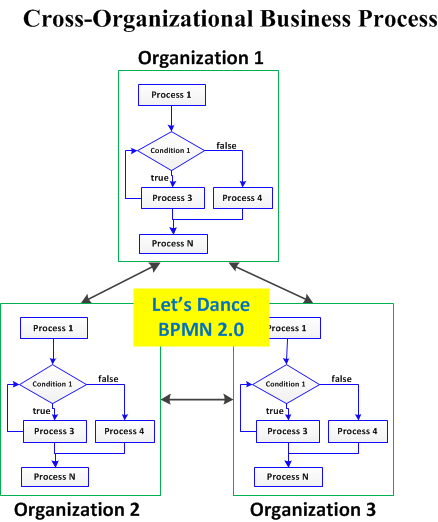 Cross-Organizational Business Process
Organization 1
Process 1
Condition 1
false
true
Process 3
Process 4
Process N
Let's Dance
BPMN 2.0
Process 1
Condition 1
false
true
Process 3
Process 4
Process N
Organization 2
Process 1
Condition 1
false
true
Process 3
Process 4
Process N
Organization 3